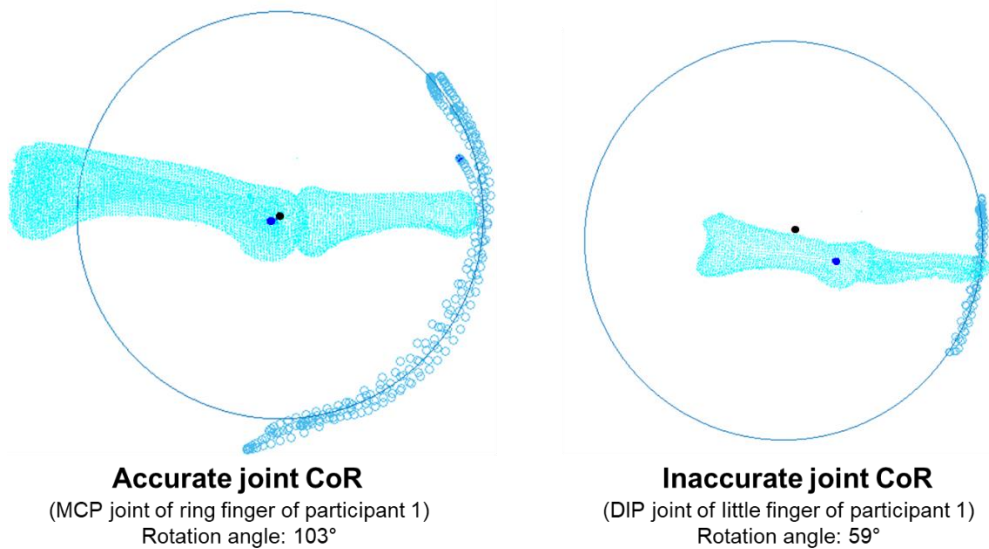 Accurate joint CoR
(MCP joint of ring finger of participant 1)
Rotation angle: 103°
Inaccurate joint CoR
(DIP joint of little finger of participant 1)
Rotation angle: 59°